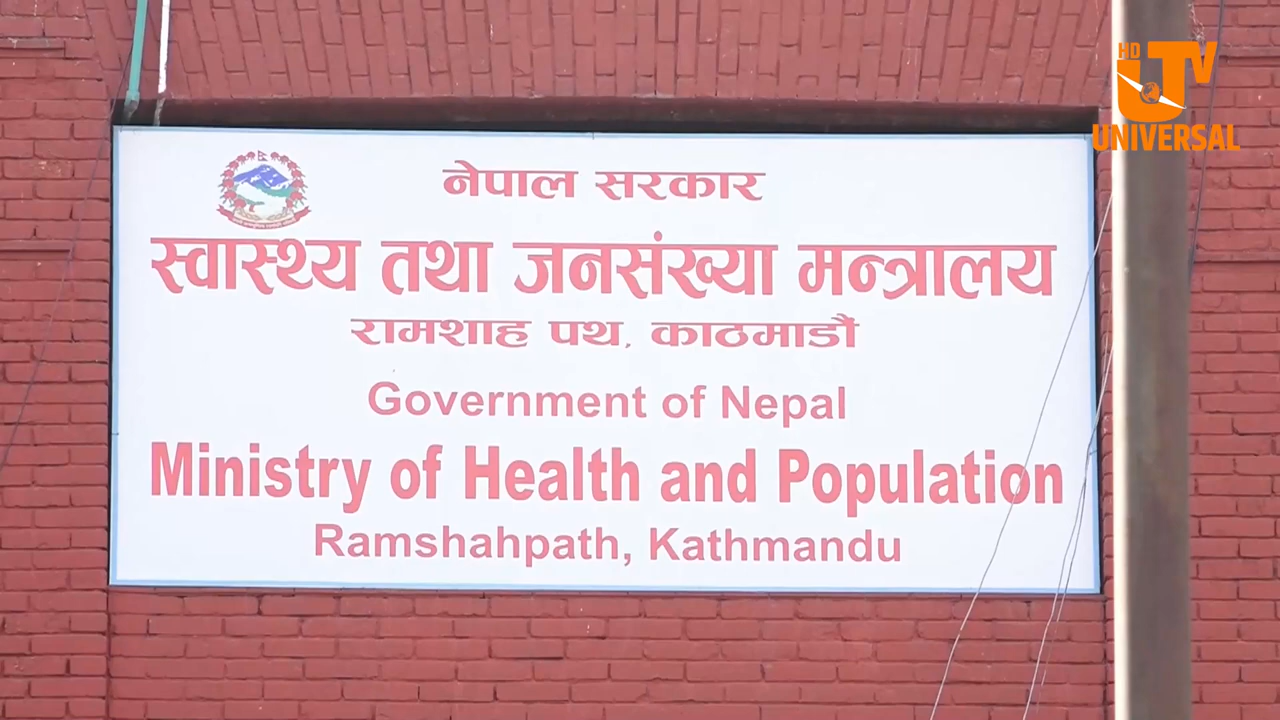 नेपाल सरकार
स्वास्थ्य तथा जनसंख्या मन्त्रालय
रामशाह पथ, काठमाडौं
Government of Nepal
Ministry of Health and Population
Ramshahpath, Kathmandu
HD
UTV
UNIVERSAL